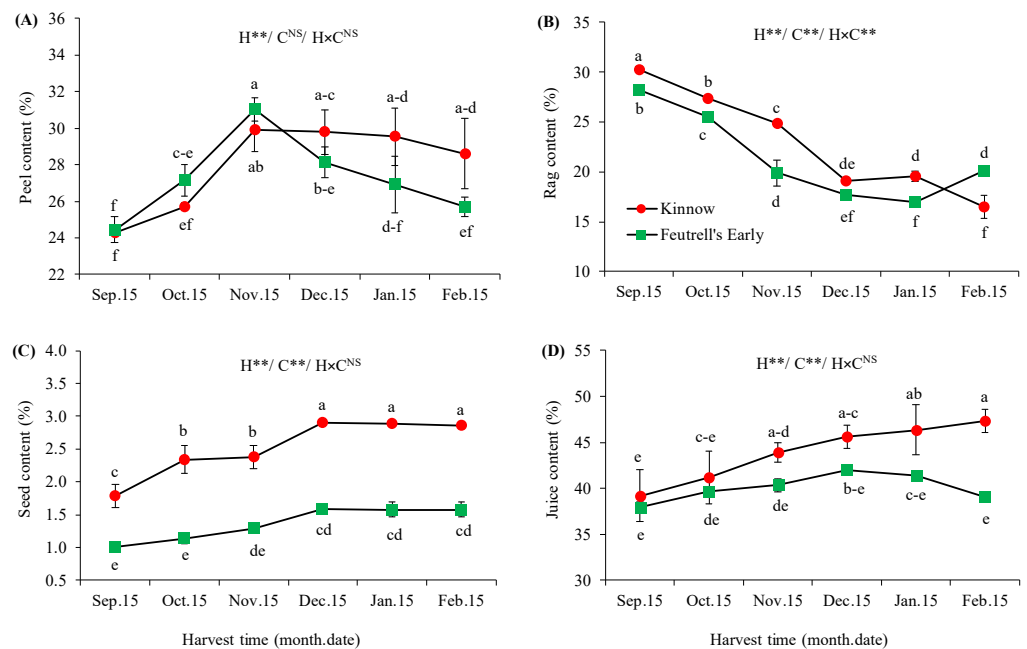 (A)
H**/ C^NS/ H×C^NS
Peel content (%)
36
34
32
30
28
26
24
22
f
c-e
a
a-c
a-d
a-d
f
ef
ab
b-e
d-f
ef
Sep.15 Oct.15 Nov.15 Dec.15 Jan.15 Feb.15
(B)
H**/ C**/ H×C**
Rag content (%)
35
30
25
20
15
10
a
b
c
de
d
d
b
c
d
ef
f
f
Kinnow
Feutrell's Early
Sep.15 Oct.15 Nov.15 Dec.15 Jan.15 Feb.15
(C)
H**/ C**/ H×C^NS
Seed content (%)
4.0
3.5
3.0
2.5
2.0
1.5
1.0
0.5
c
b
b
a
a
a
e
e
de
cd
cd
cd
Sep.15 Oct.15 Nov.15 Dec.15 Jan.15 Feb.15
Harvest time (month.date)
(D)
H**/ C**/ H×C^NS
Juice content (%)
55
50
45
40
35
30
e
c-e
a-d
a-c
ab
a
e
de
de
b-e
c-e
e
Sep.15 Oct.15 Nov.15 Dec.15 Jan.15 Feb.15
Harvest time (month.date)